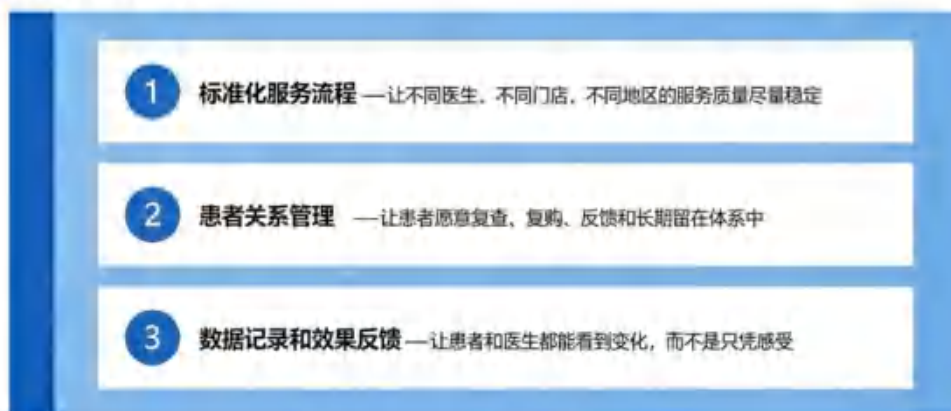 1 标准化服务流程 —让不同医生、不同门店、不同地区的服务质量尽量稳定
2 患者关系管理 —让患者愿意复查、复购、反馈和长期留在体系中
3 数据记录和效果反馈 —让患者和医生都能看到变化，而不是只凭感受